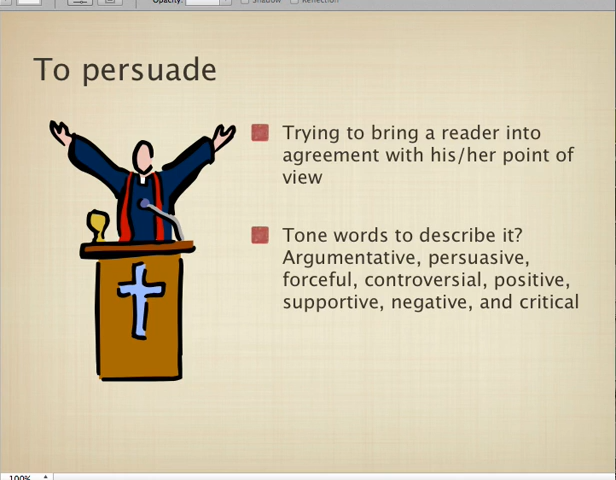 Opacity:
Shadow
Reflection
To persuade
Trying to bring a reader into
agreement with his/her point of
view
Tone words to describe it?
Argumentative, persuasive,
forceful, controversial, positive,
supportive, negative, and critical
100%